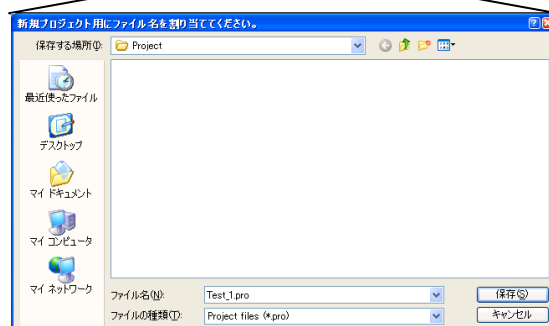 新規プロジェクト用にファイル名を割り当ててください。
保存する場所(I):
Project
最近使ったファイル
デスクトップ
マイ ドキュメント
マイ コンピュータ
マイ ネットワーク
ファイル名(N):
Test_1.pro
保存(S)
ファイルの種類(T):
Project files (*.pro)
キャンセル